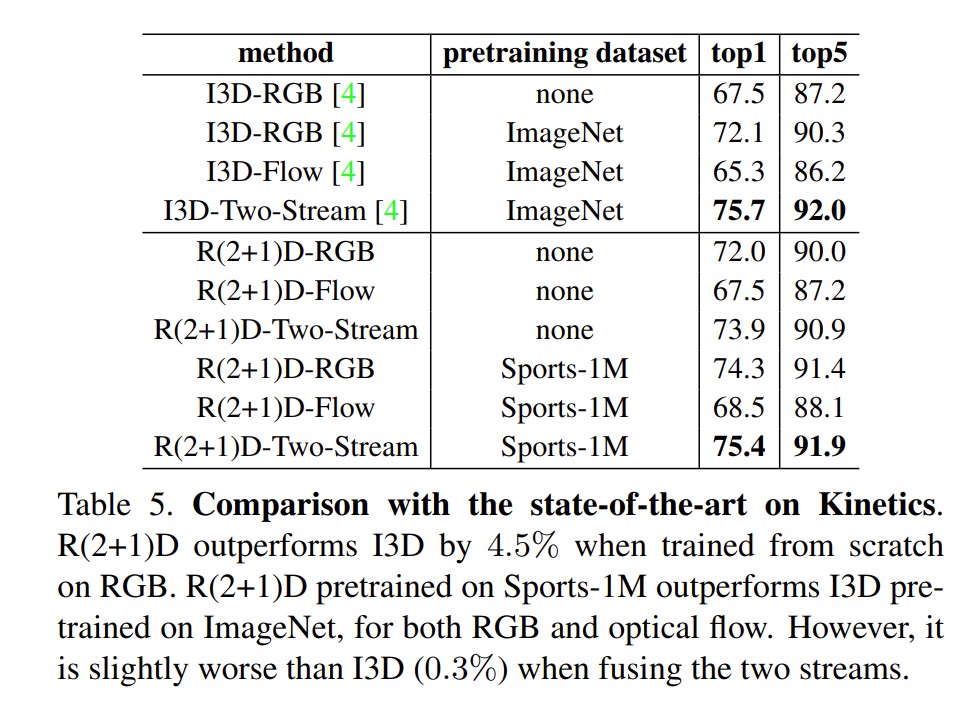 method pretraining dataset top1 top5
I3D-RGB [4] none 67.5 87.2
I3D-RGB [4] ImageNet 72.1 90.3
I3D-Flow [4] ImageNet 65.3 86.2
I3D-Two-Stream [4] ImageNet 75.7 92.0
R(2+1)D-RGB none 72.0 90.0
R(2+1)D-Flow none 67.5 87.2
R(2+1)D-Two-Stream none 73.9 90.9
R(2+1)D-RGB Sports-1M 74.3 91.4
R(2+1)D-Flow Sports-1M 68.5 88.1
R(2+1)D-Two-Stream Sports-1M 75.4 91.9
Table 5. Comparison with the state-of-the-art on Kinetics.
R(2+1)D outperforms I3D by 4.5% when trained from scratch
on RGB. R(2+1)D pretrained on Sports-1M outperforms I3D pre-
trained on ImageNet, for both RGB and optical flow. However, it
is slightly worse than I3D (0.3%) when fusing the two streams.